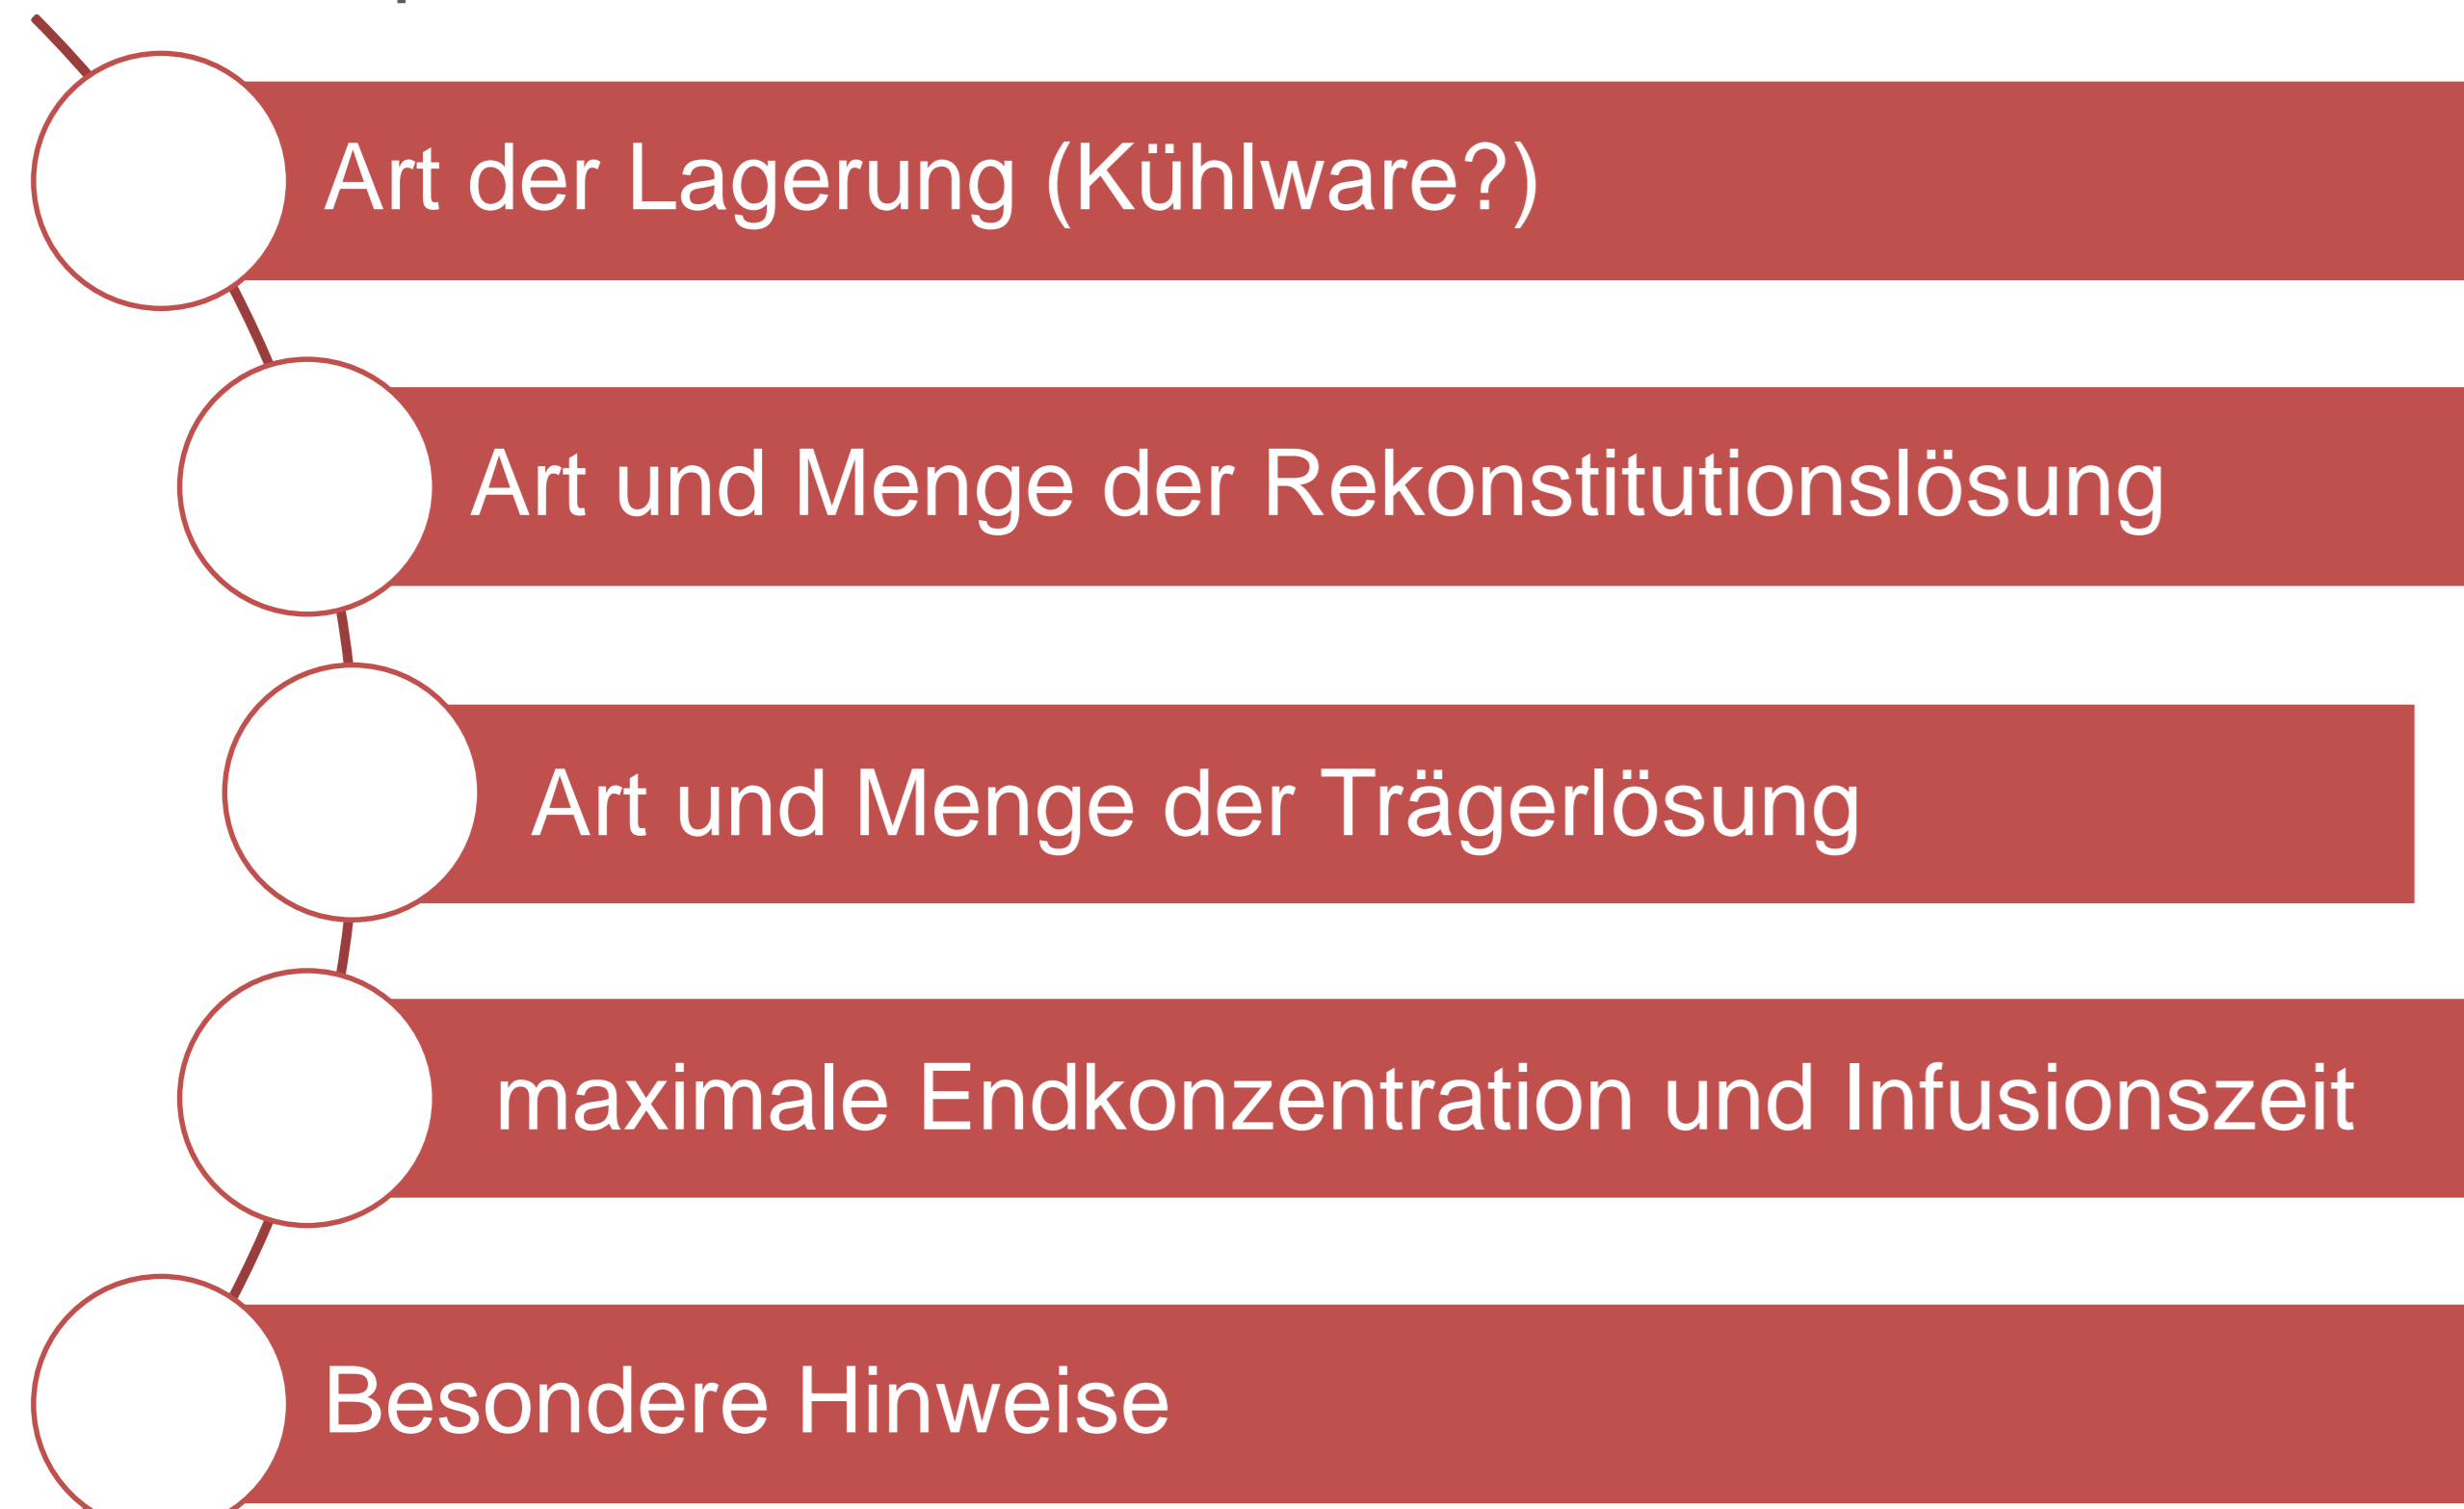 Art der Lagerung (Kühlware?)
Art und Menge der Rekonstitutionslösung
Art und Menge der Trägerlösung
maximale Endkonzentration und Infusionszeit
Besondere Hinweise